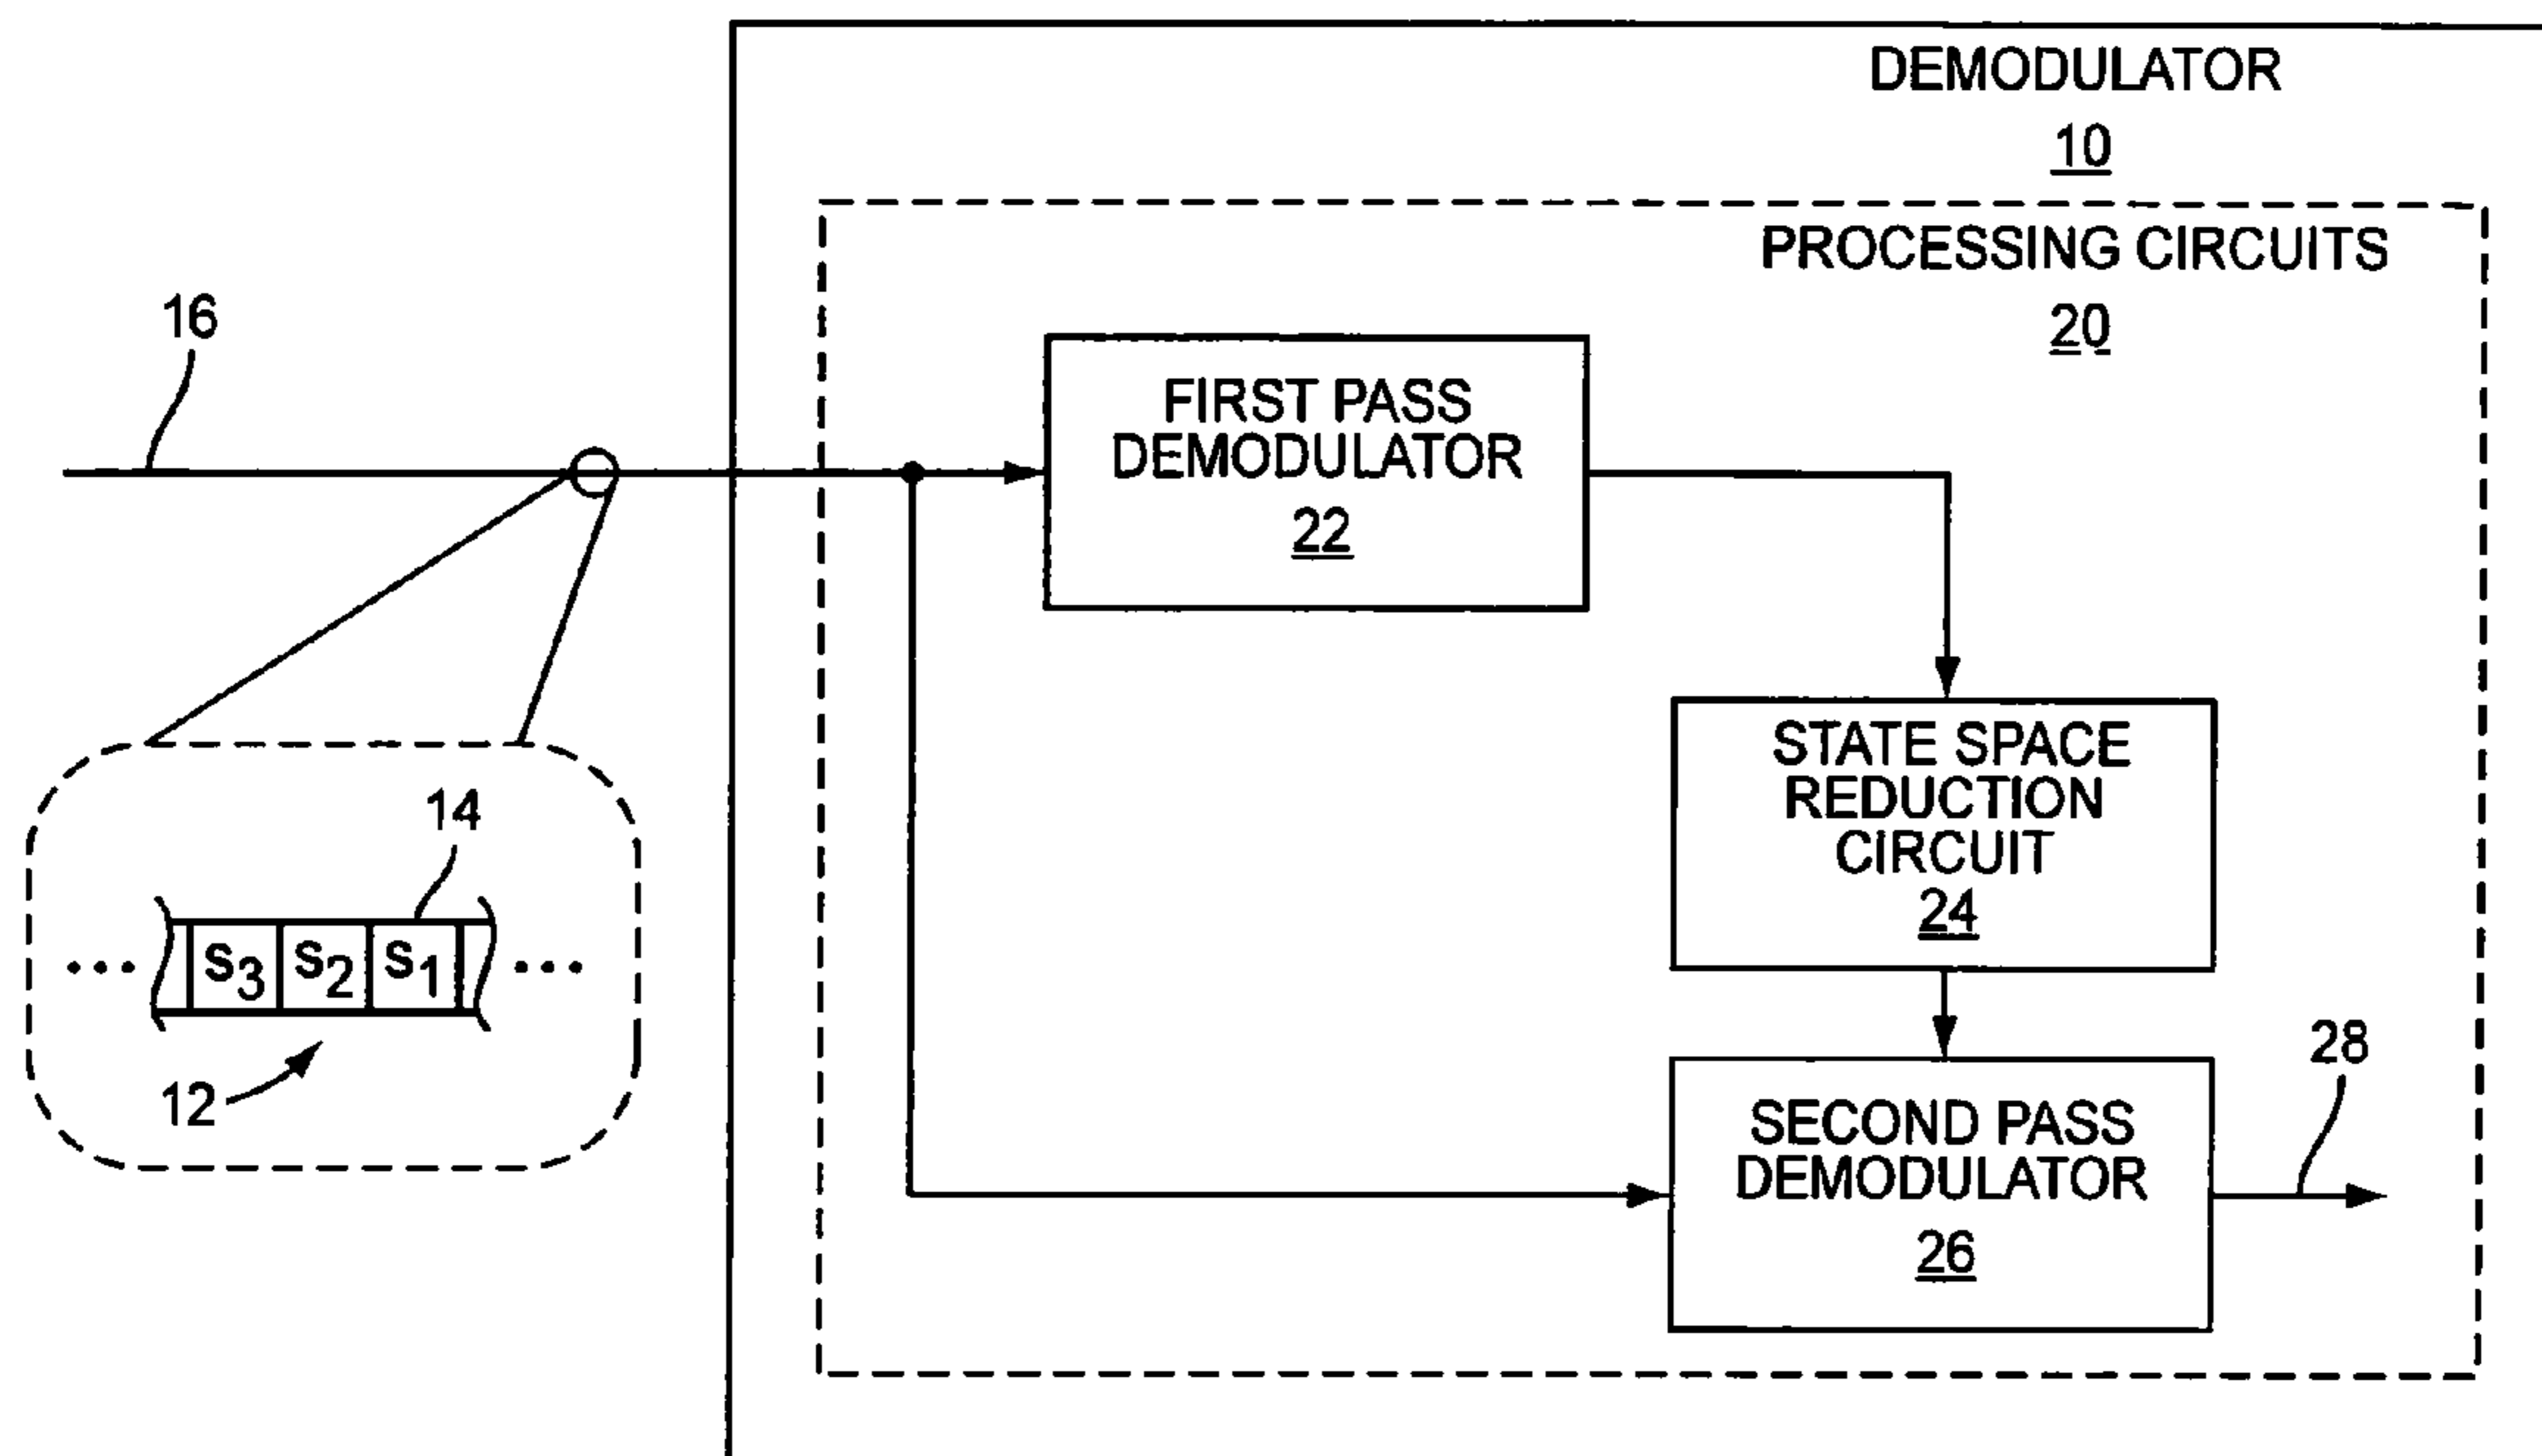 DEMODULATOR
10
PROCESSING CIRCUITS
20
16
FIRST PASS
DEMODULATOR
22
STATE SPACE
REDUCTION
CIRCUIT
24
14
... S3 S2 S1 ...
12
28
SECOND PASS
DEMODULATOR
26